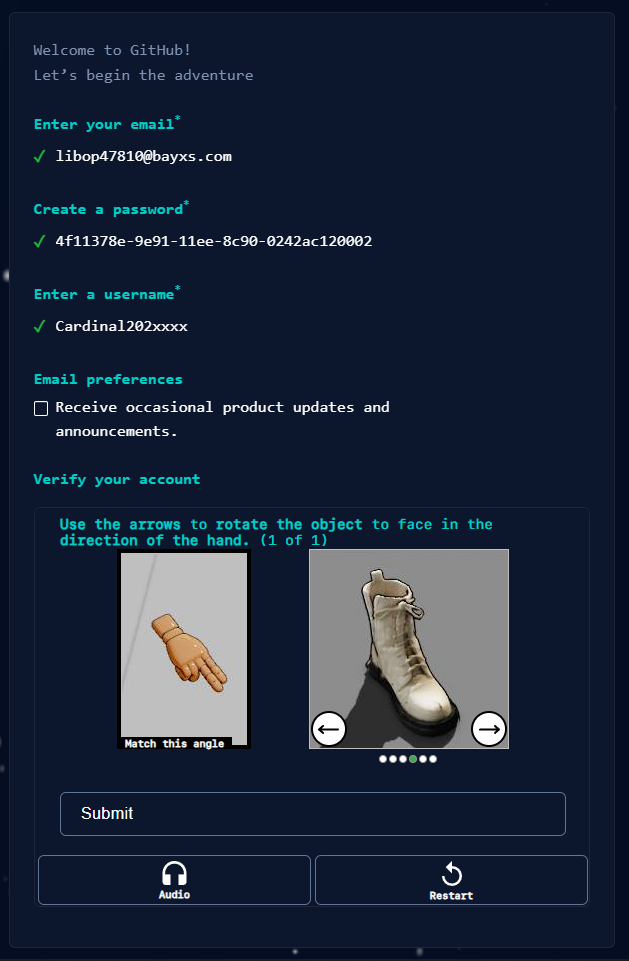 Welcome to GitHub!
Let’s begin the adventure
Enter your email*
✓ libop47810@bayxs.com
Create a password*
✓ 4f11378e-9e91-11ee-8c90-0242ac120002
Enter a username*
✓ Cardinal202xxxx
Email preferences
Receive occasional product updates and
announcements.
Verify your account
Use the arrows to rotate the object to face in the
direction of the hand. (1 of 1)
Match this angle
Submit
Audio
Restart